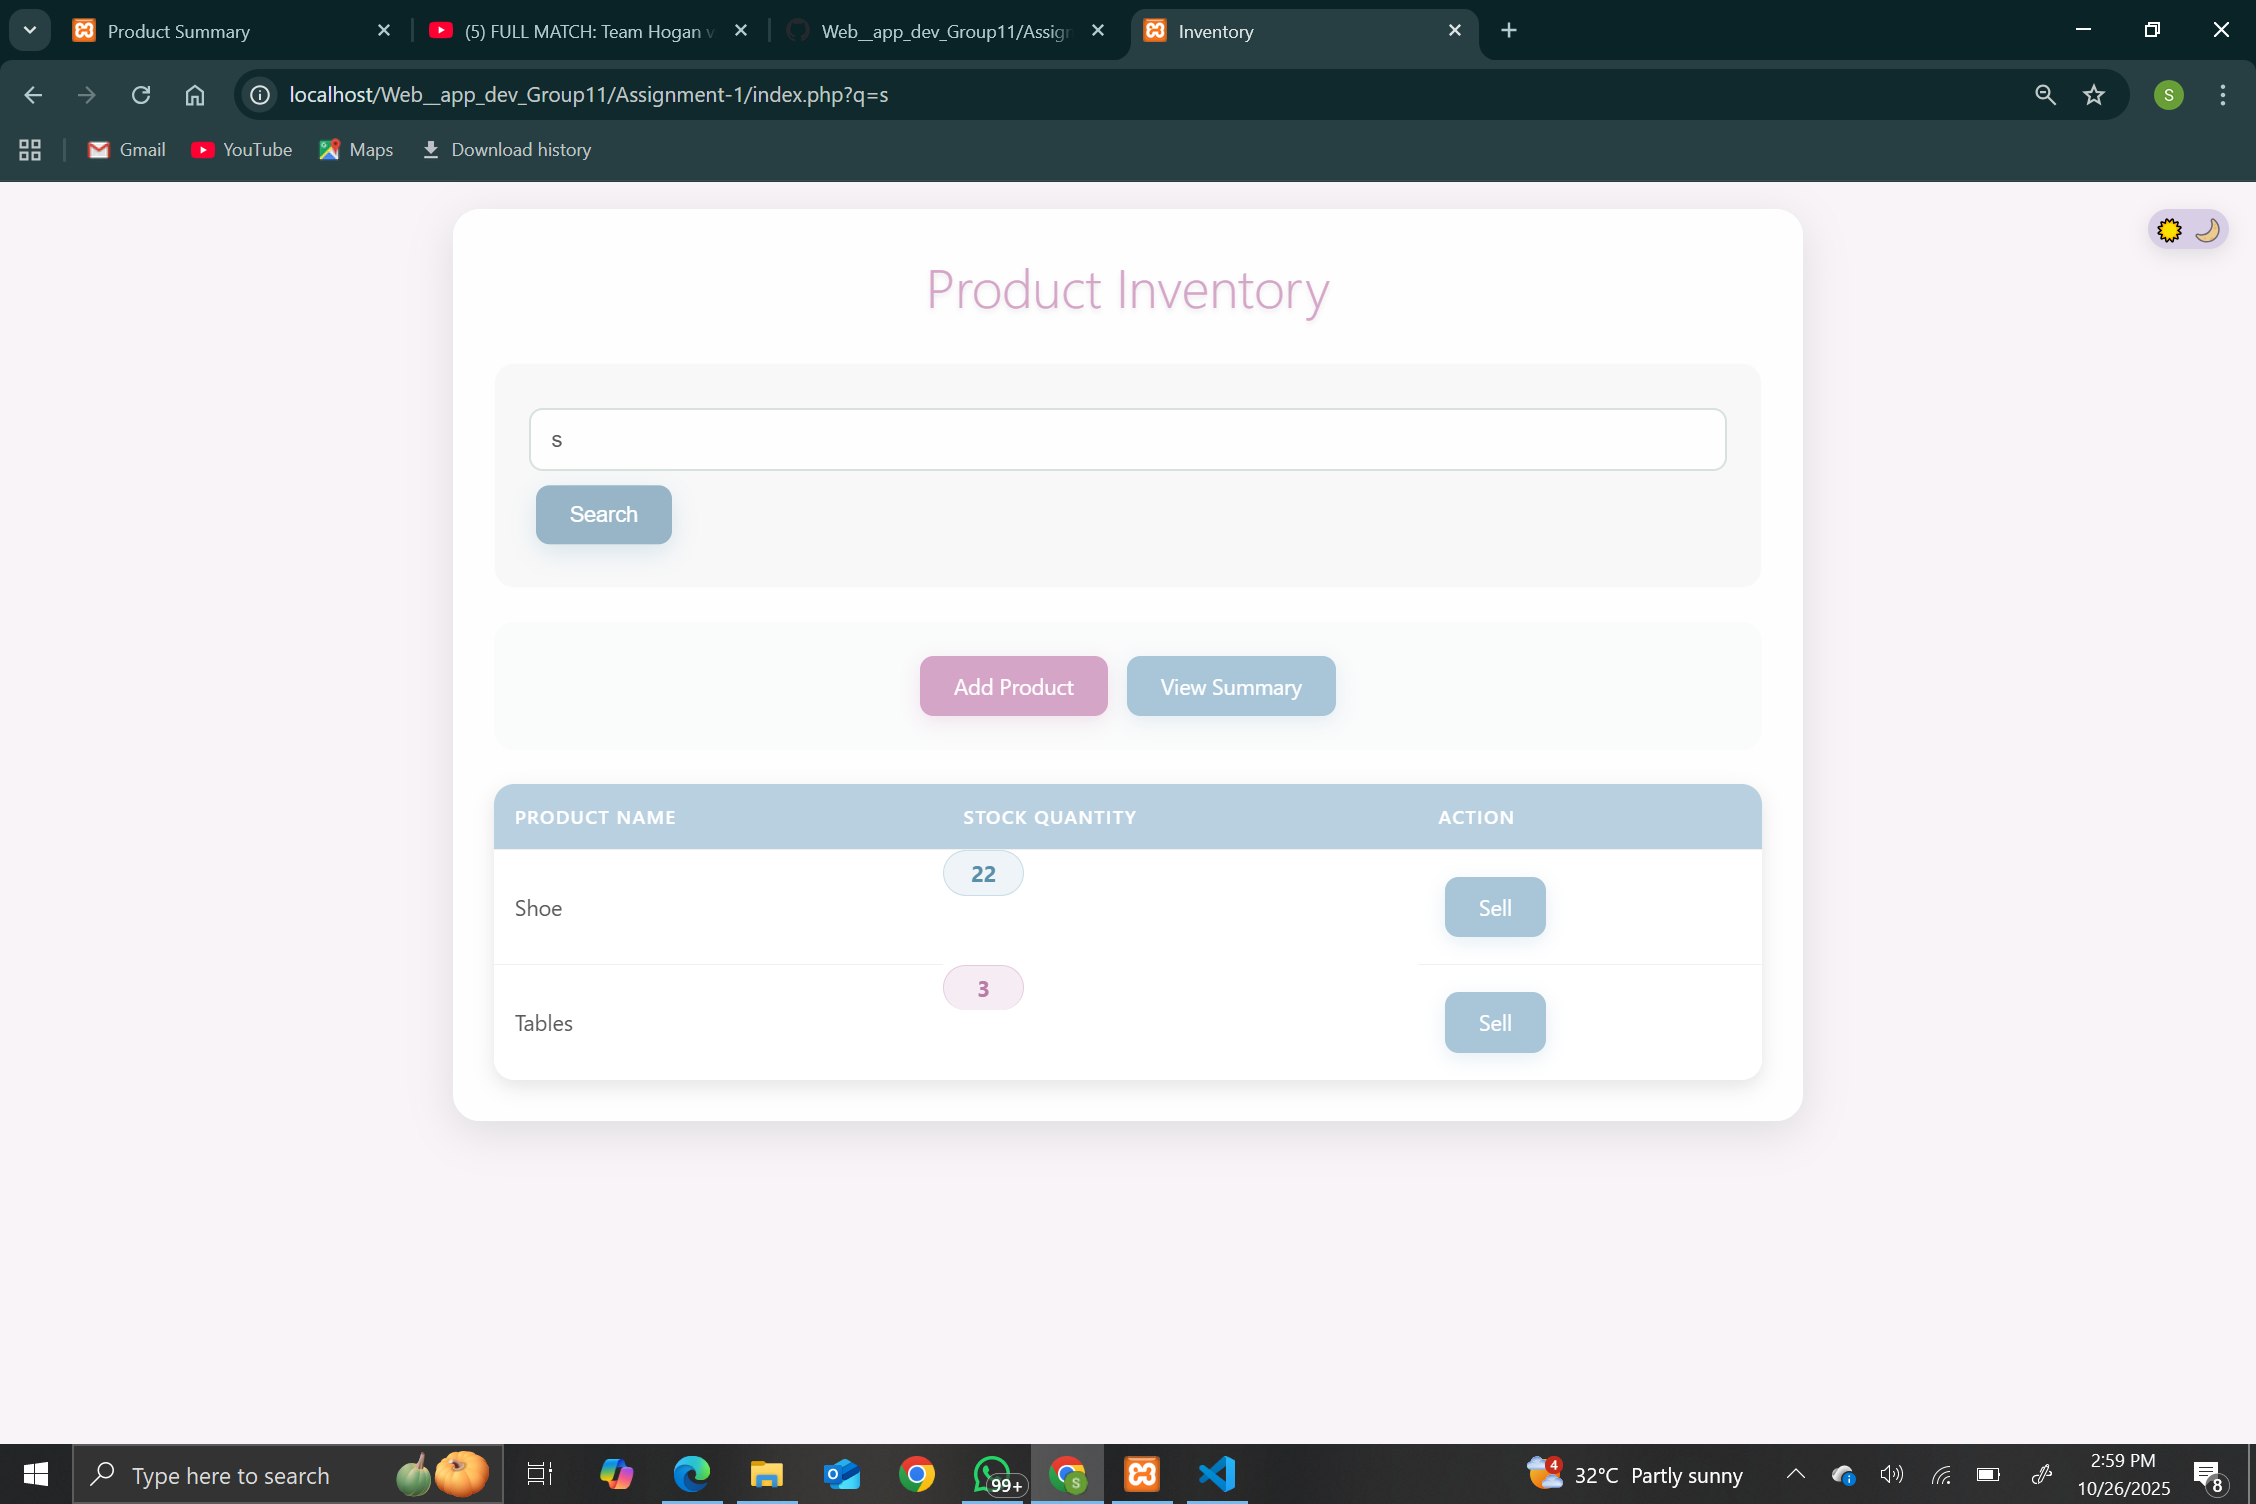 Product Summary
(5) FULL MATCH: Team Hogan v
Web__app_dev_Group11/Assign
Inventory
localhost/Web__app_dev_Group11/Assignment-1/index.php?q=s
S
Gmail
YouTube
Maps
Download history
Product Inventory
s
Search
Add Product
View Summary
PRODUCT NAME
STOCK QUANTITY
ACTION
Shoe
22
Sell
Tables
3
Sell
Type here to search
99+
S
4
32°C Partly sunny
2:59 PM
10/26/2025
8